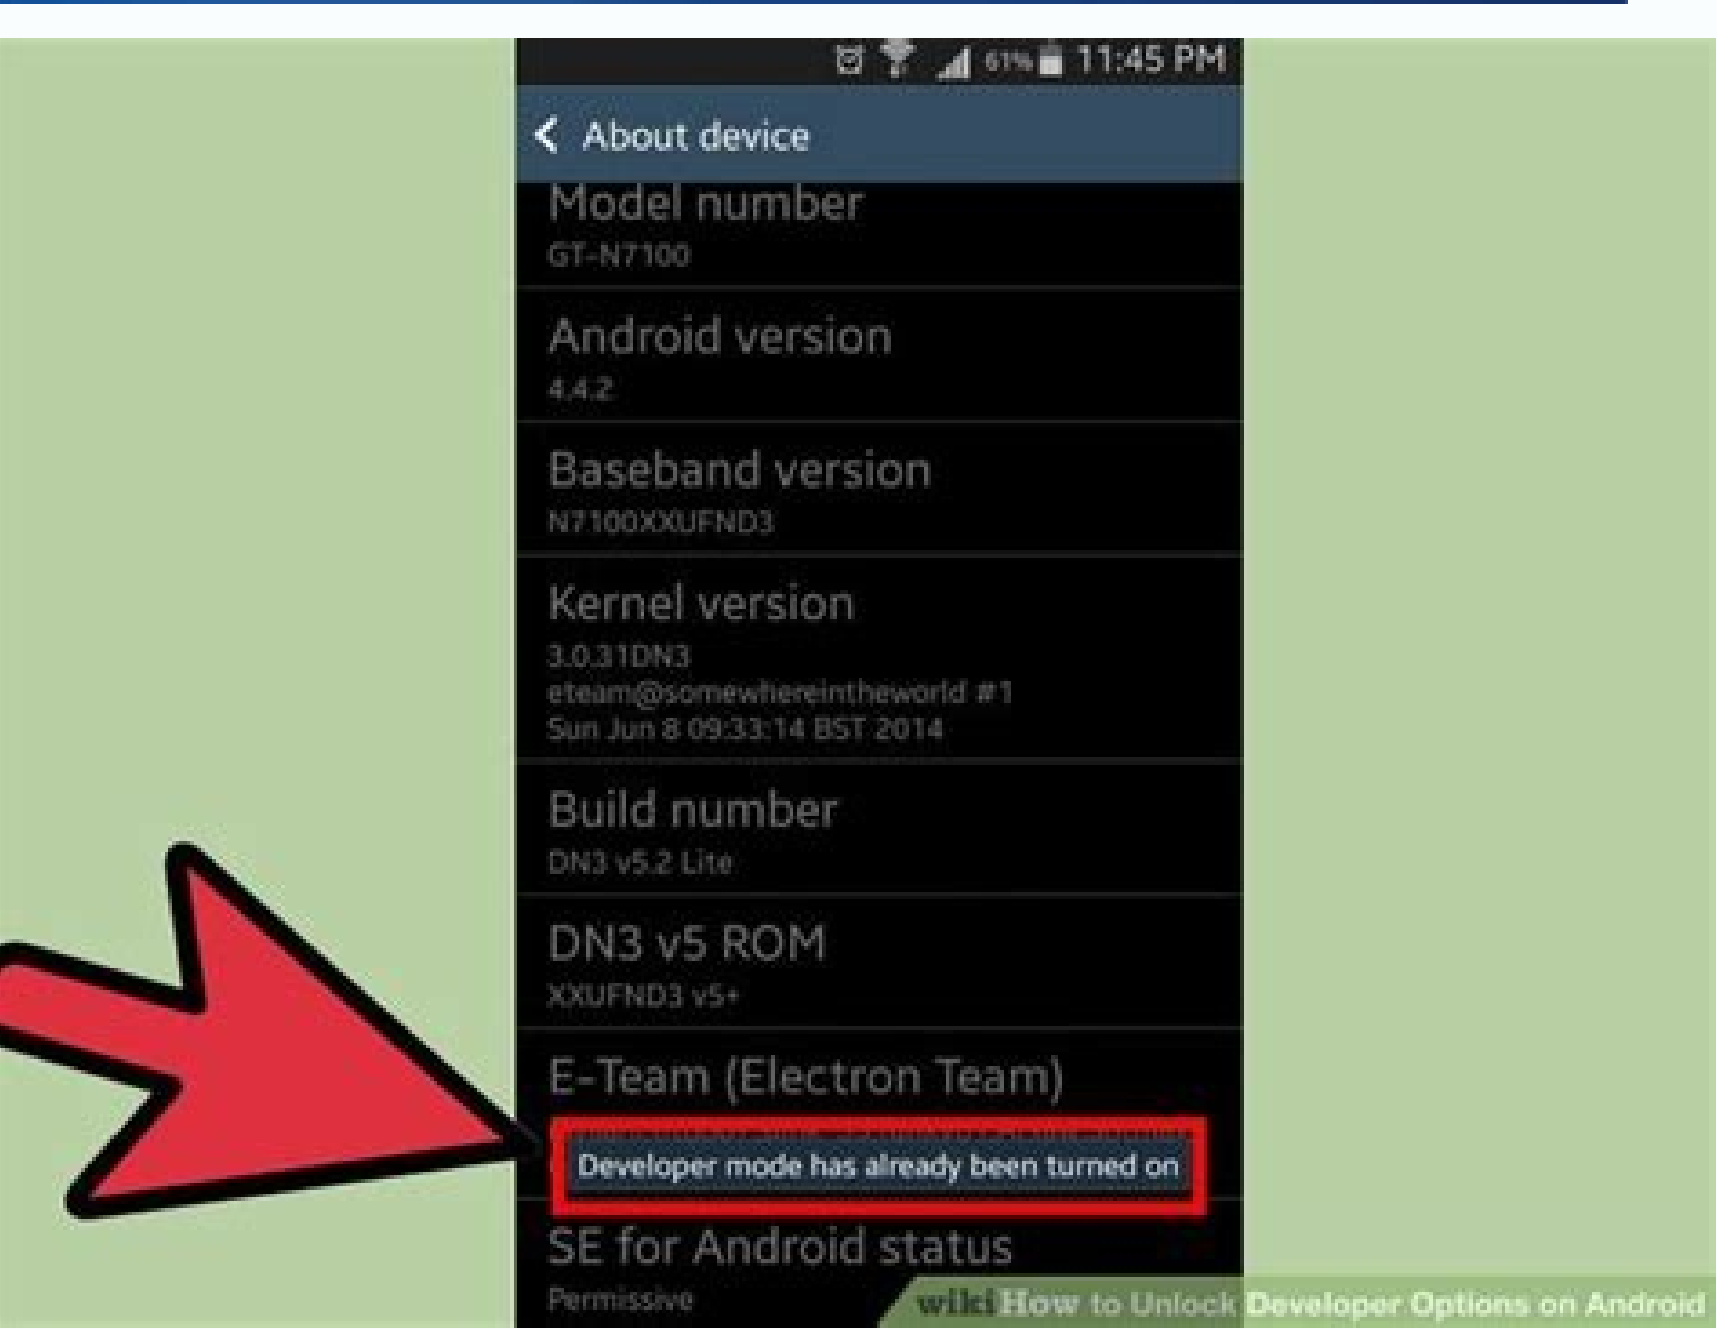 61% 11:45 PM
About device
Model number
GT-N7100
Android version
4.4.2
Baseband version
N7100XXUFND3
Kernel version
3.0.31DN3
eteam@somewhereintheworld #1
Sun Jun 8 09:33:14 BST 2014
Build number
DN3 v5.2 Lite
DN3 v5 ROM
XXUFND3 v5+
E-Team (Electron Team)
Developer mode has already been turned on
SE for Android status
Permissive
wikiHow to Unlock Developer Options on Android